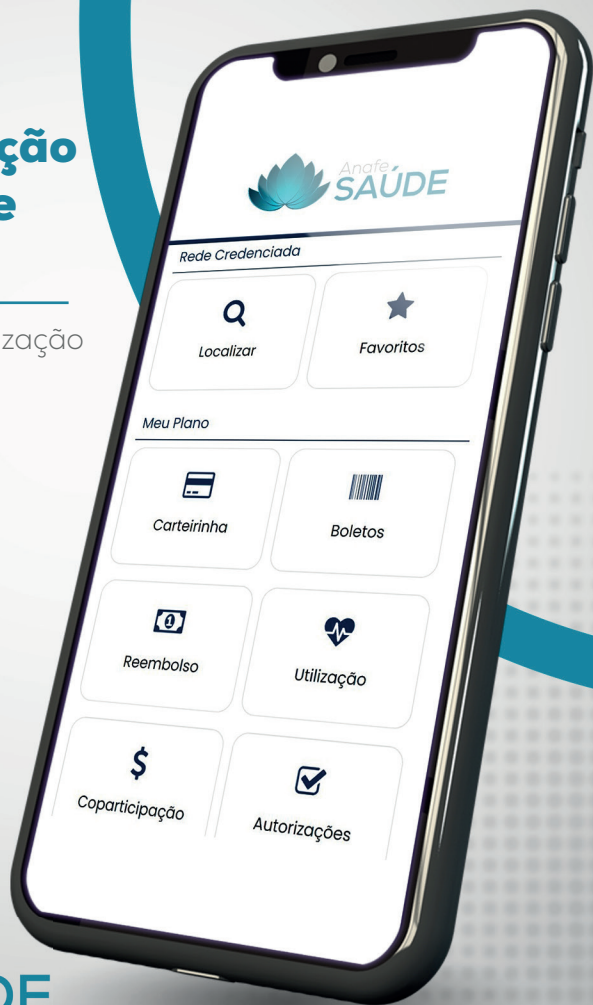 ção
e
zação
Anafe
SAÚDE
Rede Credenciada
Localizar
Favoritos
Meu Plano
Carteirinha
Boletos
Reembolso
Utilização
Coparticipação
Autorizações
DE